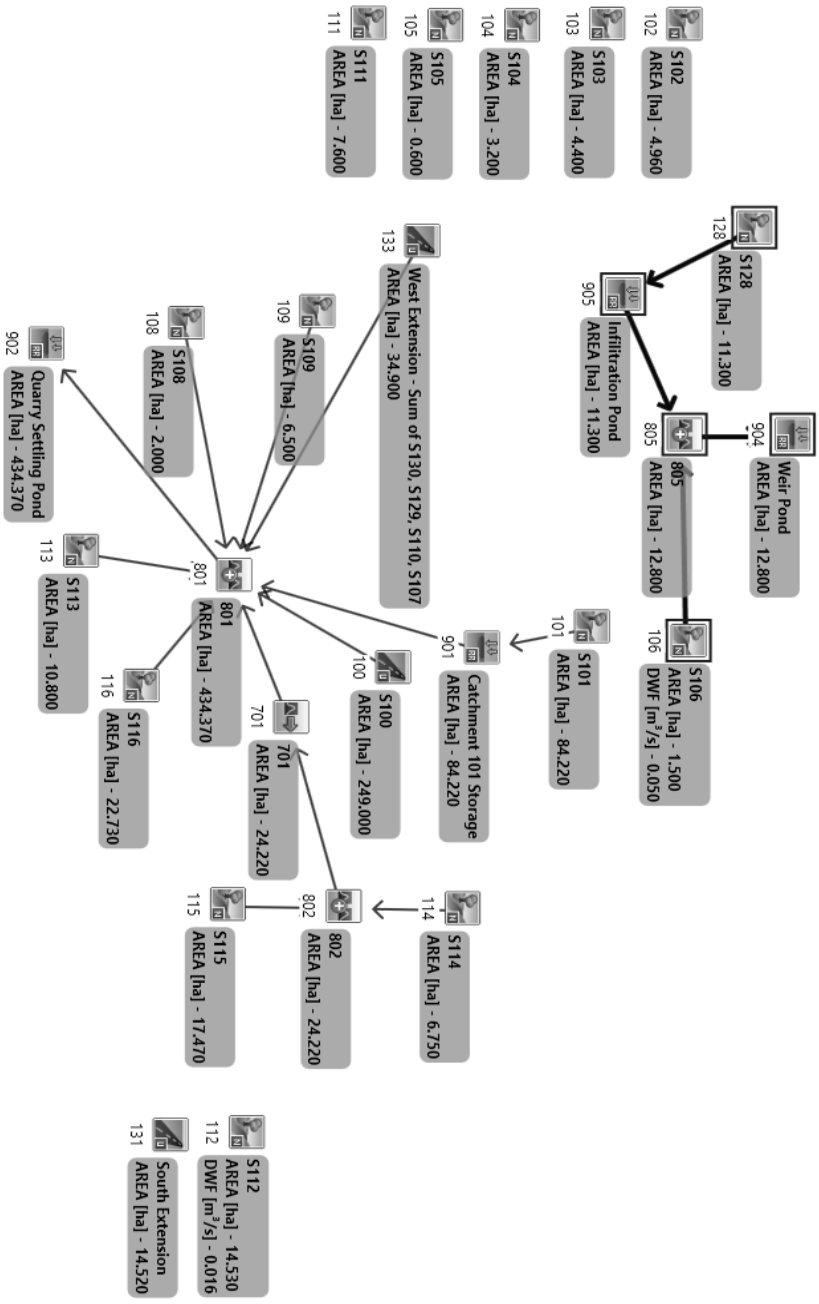 RR
904
Weir Pond
AREA [ha] - 12.800
N
128
S128
AREA [ha] - 11.300
805
805
AREA [ha] - 12.800
N
106
S106
AREA [ha] - 1.500
DWF [m³/s] - 0.050
N
102
S102
AREA [ha] - 4.960
RR
905
Infilitration Pond
AREA [ha] - 11.300
N
103
S103
AREA [ha] - 4.400
N
101
S101
AREA [ha] - 84.220
N
104
S104
AREA [ha] - 3.200
RR
901
Catchment 101 Storage
AREA [ha] - 84.220
N
114
S114
AREA [ha] - 6.750
N
105
S105
AREA [ha] - 0.600
U
133
West Extension - Sum of S130, S129, S110, S107
AREA [ha] - 34.900
U
100
S100
AREA [ha] - 249.000
N
111
S111
AREA [ha] - 7.600
802
802
AREA [ha] - 24.220
N
109
S109
AREA [ha] - 6.500
701
701
AREA [ha] - 24.220
N
112
S112
AREA [ha] - 14.530
DWF [m³/s] - 0.016
801
801
AREA [ha] - 434.370
N
115
S115
AREA [ha] - 17.470
N
108
S108
AREA [ha] - 2.000
U
131
South Extension
AREA [ha] - 14.520
N
116
S116
AREA [ha] - 22.730
N
113
S113
AREA [ha] - 10.800
RR
902
Quarry Settling Pond
AREA [ha] - 434.370